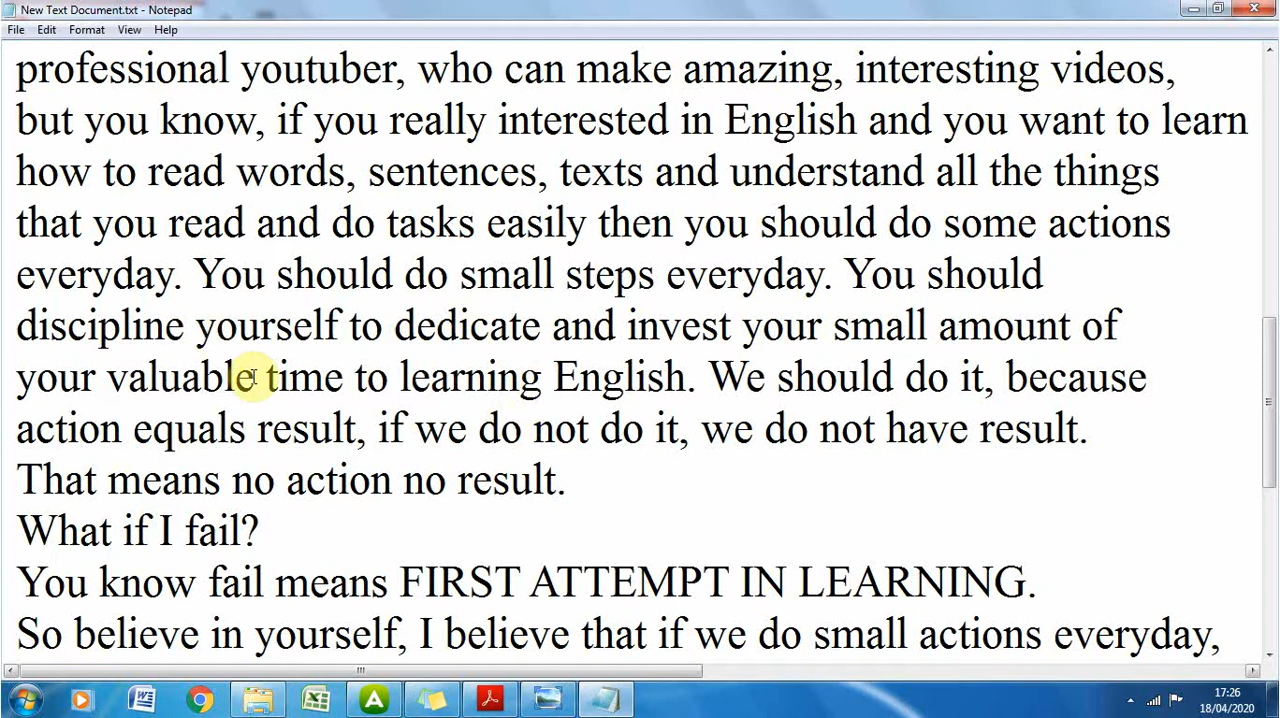 New Text Document.txt - Notepad
File Edit Format View Help
professional youtuber, who can make amazing, interesting videos,
but you know, if you really interested in English and you want to learn
how to read words, sentences, texts and understand all the things
that you read and do tasks easily then you should do some actions
everyday. You should do small steps everyday. You should
discipline yourself to dedicate and invest your small amount of
your valuable time to learning English. We should do it, because
action equals result, if we do not do it, we do not have result.
That means no action no result.
What if I fail?
You know fail means FIRST ATTEMPT IN LEARNING.
So believe in yourself, I believe that if we do small actions everyday,
17:26
18/04/2020